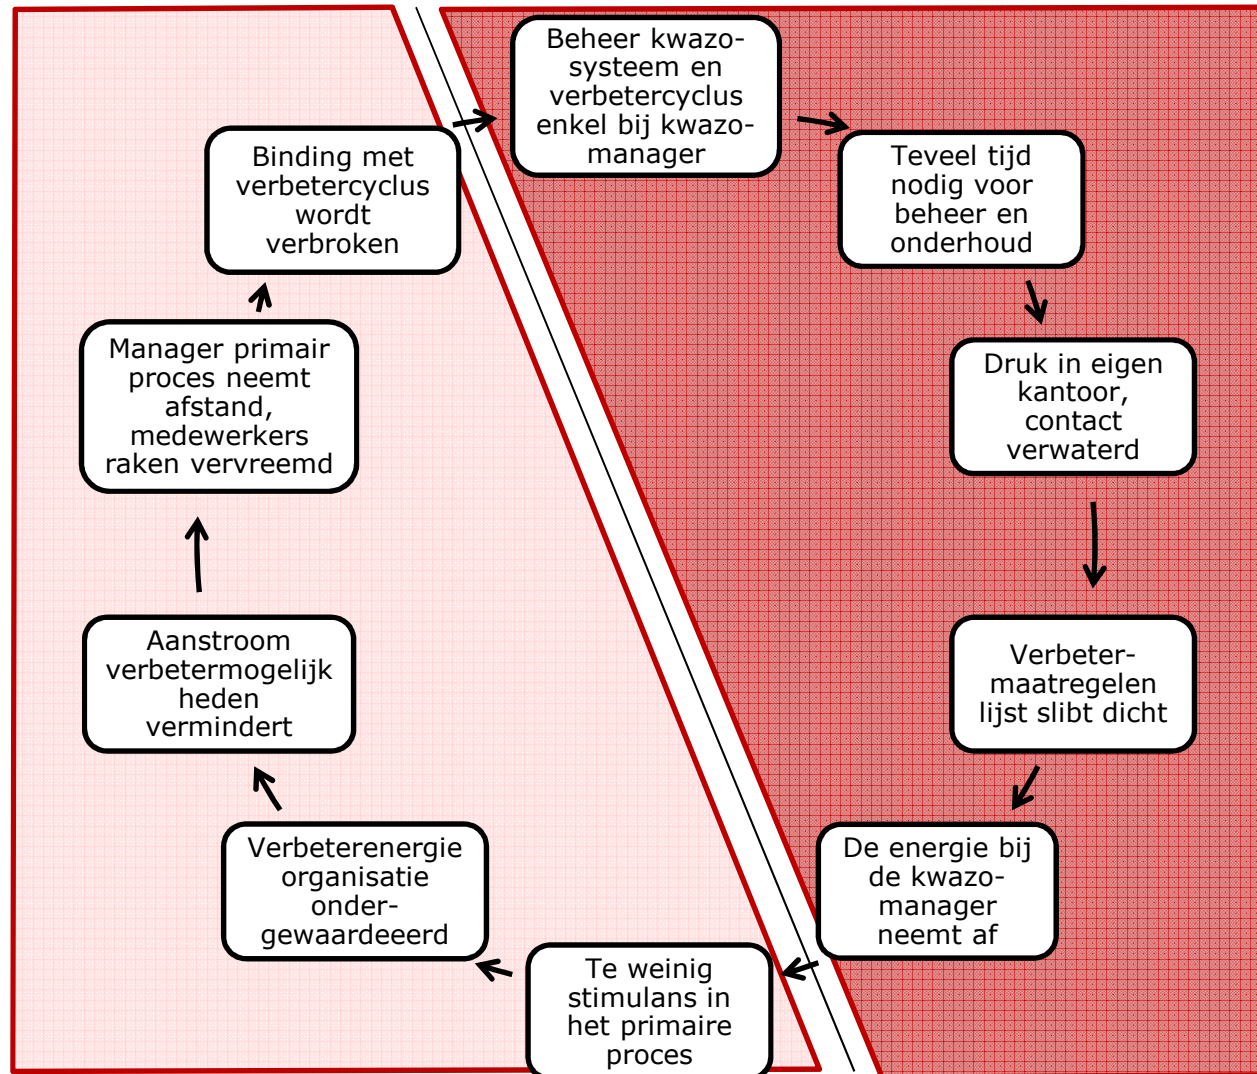 Beheer kwazo-
systeem en
verbetercyclus
enkel bij kwazo-
manager
Teveel tijd
nodig voor
beheer en
onderhoud
Druk in eigen
kantoor,
contact
verwaterd
Verbeter-
maatregelen
lijst slibt dicht
De energie bij
de kwazo-
manager
neemt af
Te weinig
stimulans in
het primaire
proces
Verbeterenergie
organisatie
onder-
gewaardeeerd
Aanstroom
verbetermogelijk
heden
vermindert
Manager primair
proces neemt
afstand,
medewerkers
raken vervreemd
Binding met
verbetercyclus
wordt
verbroken